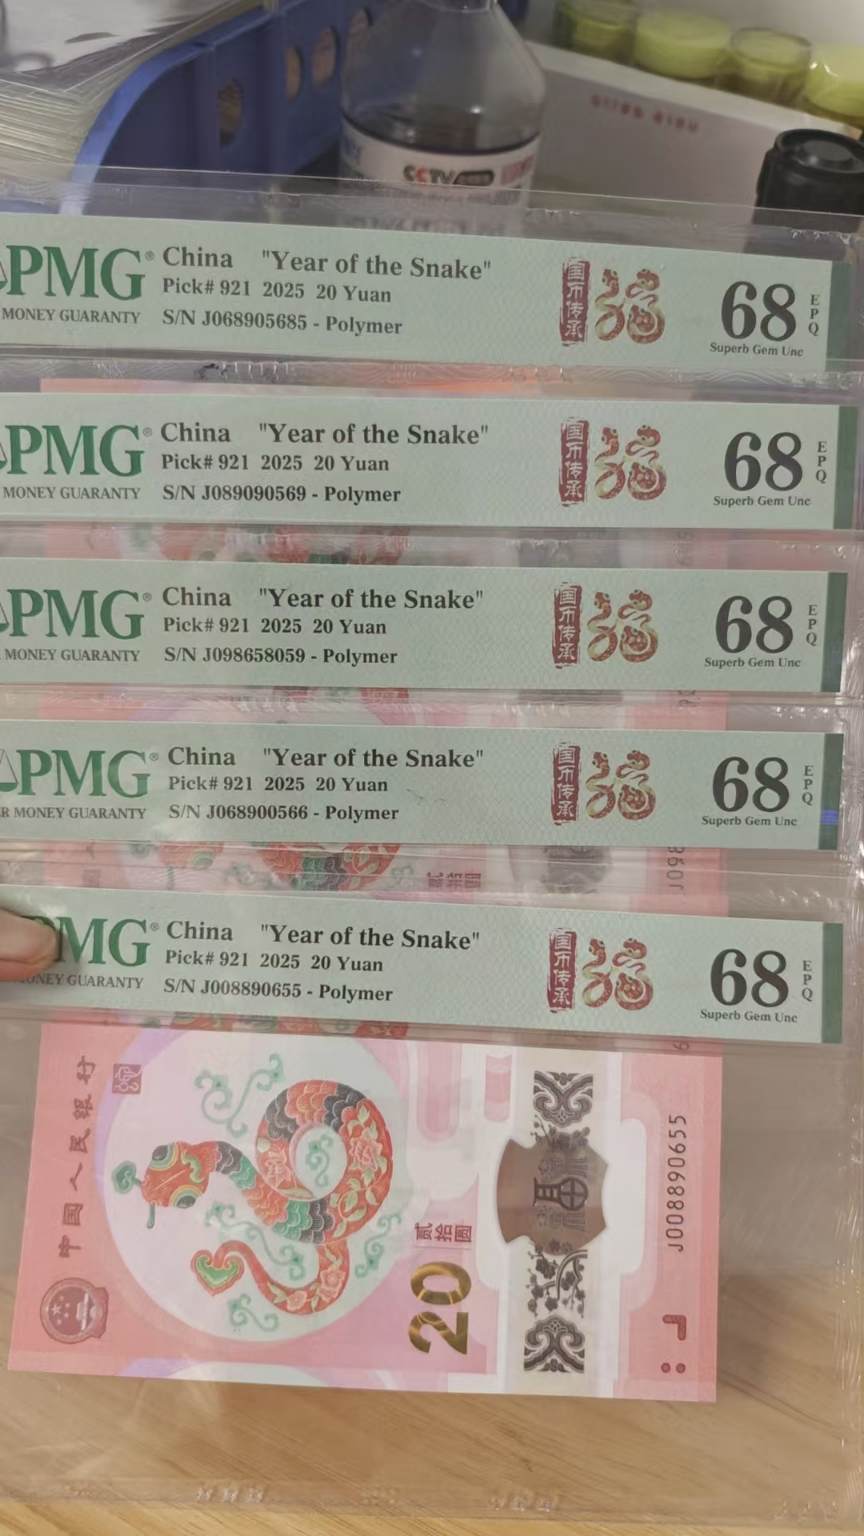 CCTV
PMG® China "Year of the Snake"
Pick# 921 2025 20 Yuan
MONEY GUARANTY S/N J068905685 - Polymer
国币传承
68 EPQ
Superb Gem Unc
PMG® China "Year of the Snake"
Pick# 921 2025 20 Yuan
MONEY GUARANTY S/N J089090569 - Polymer
国币传承
68 EPQ
Superb Gem Unc
PMG® China "Year of the Snake"
Pick# 921 2025 20 Yuan
MONEY GUARANTY S/N J098658059 - Polymer
国币传承
68 EPQ
Superb Gem Unc
PMG® China "Year of the Snake"
Pick# 921 2025 20 Yuan
R MONEY GUARANTY S/N J068900566 - Polymer
国币传承
68 EPQ
Superb Gem Unc
贰拾圆
J098
MG® China "Year of the Snake"
Pick# 921 2025 20 Yuan
ONEY GUARANTY S/N J008890655 - Polymer
国币传承
68 EPQ
Superb Gem Unc
中国人民银行
贰拾圆
20
J008890655